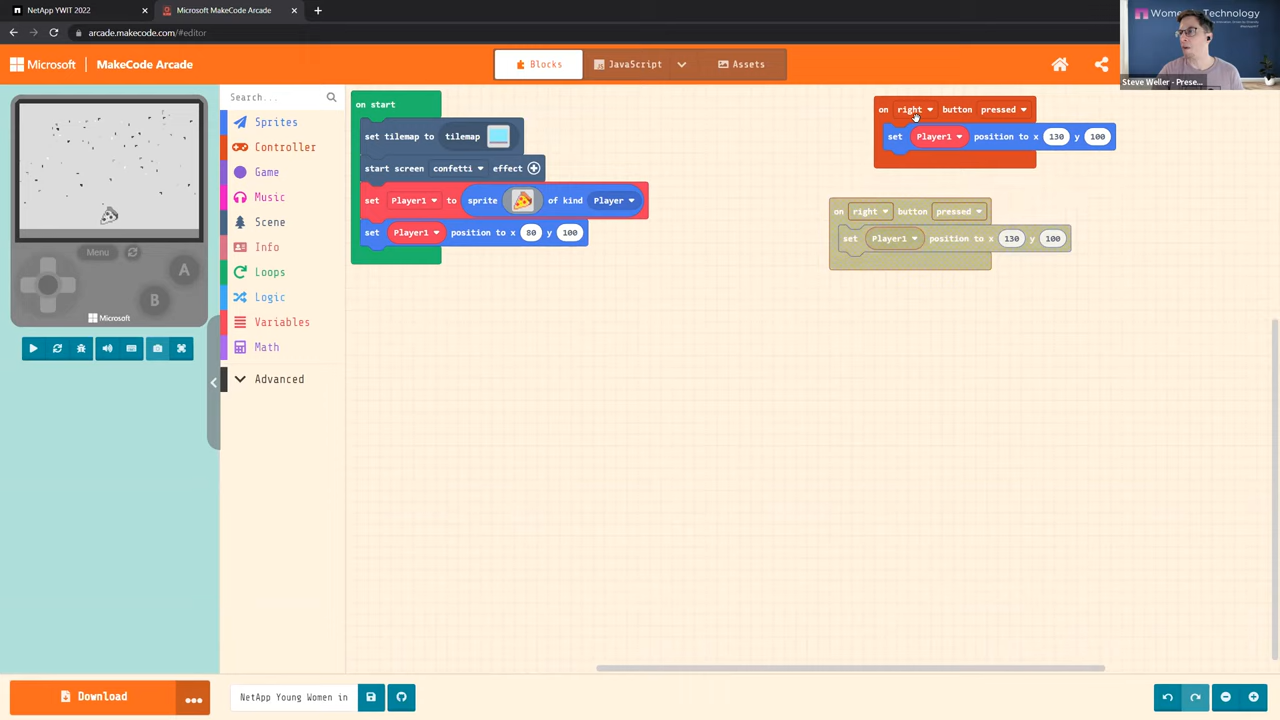 NetApp YWIT 2022
Microsoft MakeCode Arcade
arcade.makecode.com/#editor
Women in Technology
Steve Weller - Prese...
Microsoft
MakeCode Arcade
Blocks
JavaScript
Assets
Menu
A
B
Microsoft
Search...
Sprites
Controller
Game
Music
Scene
Info
Loops
Logic
Variables
Math
Advanced
on start
set tilemap to tilemap
start screen confetti effect
set Player1 to sprite of kind Player
set Player1 position to x 80 y 100
on right button pressed
set Player1 position to x 130 y 100
on right button pressed
set Player1 position to x 130 y 100
Download
NetApp Young Women in